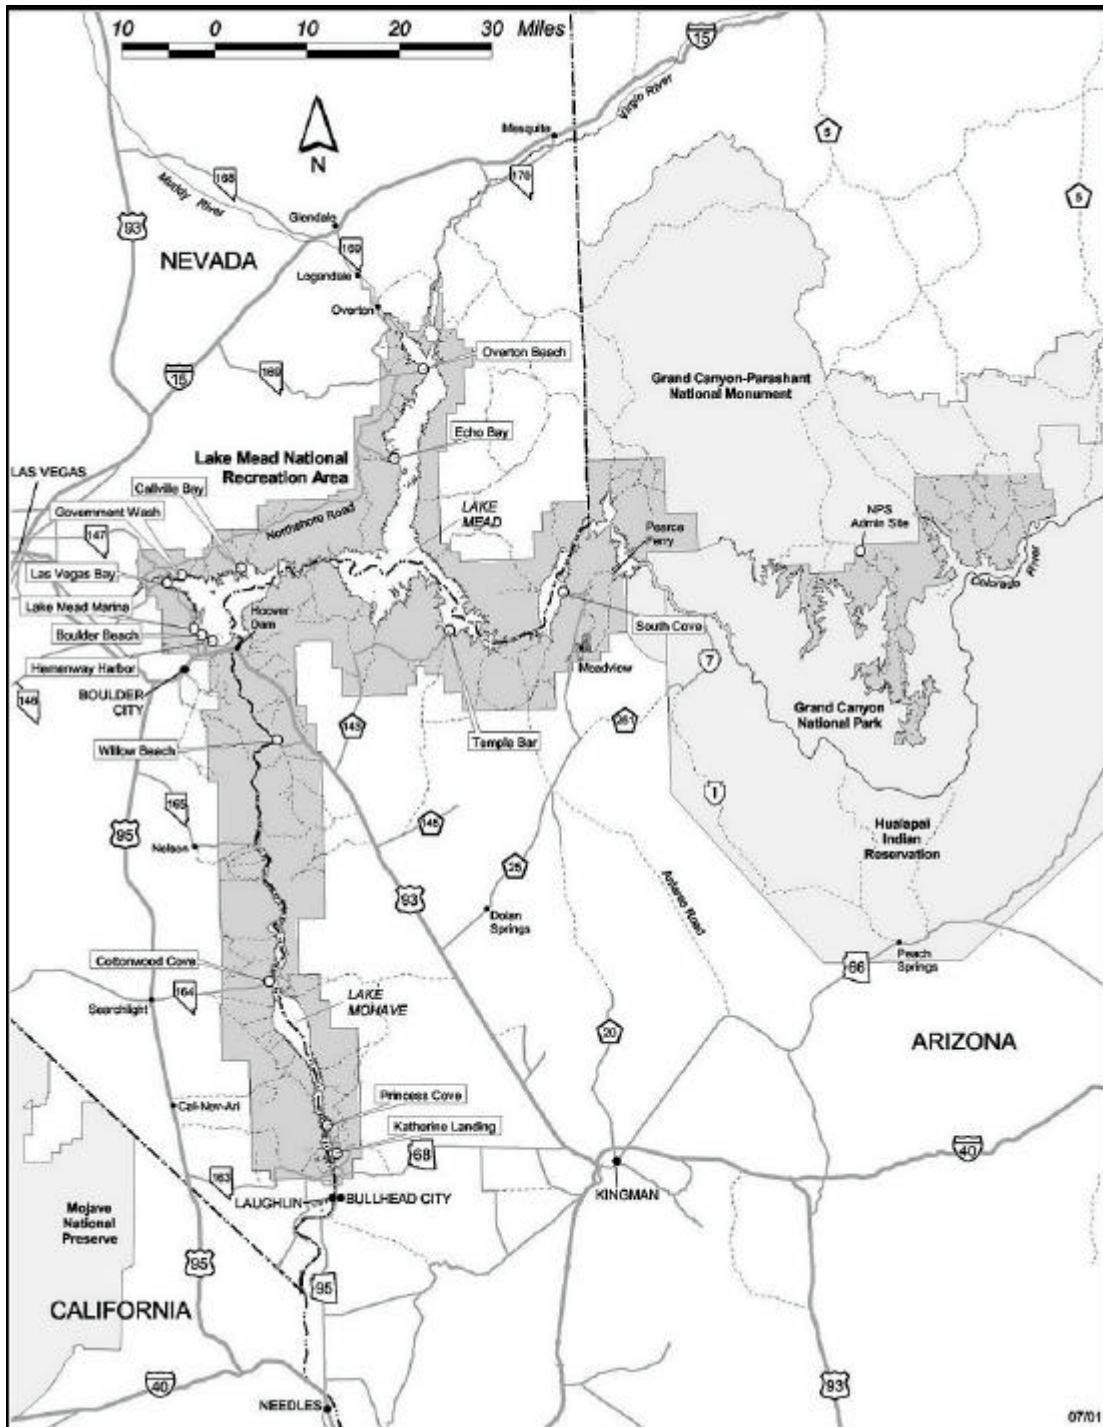 10 0 10 20 30 Miles
15
Virgin River
Mesquite
5
N
170
168
Muddy River
5
93
Glendale
NEVADA
169
Logandale
Overton
Overton Beach
15
169
Grand Canyon-Parashant
National Monument
Echo Bay
Lake Mead National
Recreation Area
LAS VEGAS
Callville Bay
Government Wash
Northshore Road
LAKE
MEAD
NPS
Admin Site
147
Pearce
Ferry
Las Vegas Bay
Colorado River
Lake Mead Marina
Hoover
Dam
South Cove
Boulder Beach
Hemenway Harbor
7
Meadview
BOULDER
CITY
146
Grand Canyon
National Park
143
261
Willow Beach
Temple Bar
1
165
145
95
Hualapai
Indian
Reservation
Nelson
25
93
Antares Road
Dolan
Springs
Peach
Springs
66
Cottonwood Cove
164
LAKE
MOHAVE
Searchlight
20
ARIZONA
Cal-Nev-Ari
Princess Cove
Katherine Landing
68
40
163
KINGMAN
LAUGHLIN
BULLHEAD CITY
Mojave
National
Preserve
95
95
CALIFORNIA
40
93
NEEDLES
07/01